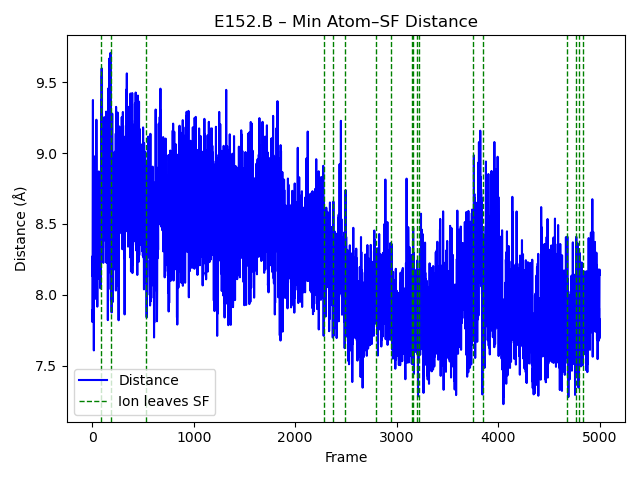 E152.B – Min Atom–SF Distance
Distance (Å)
9.5
9.0
8.5
8.0
7.5
Distance
Ion leaves SF
0
1000
2000
3000
4000
5000
Frame